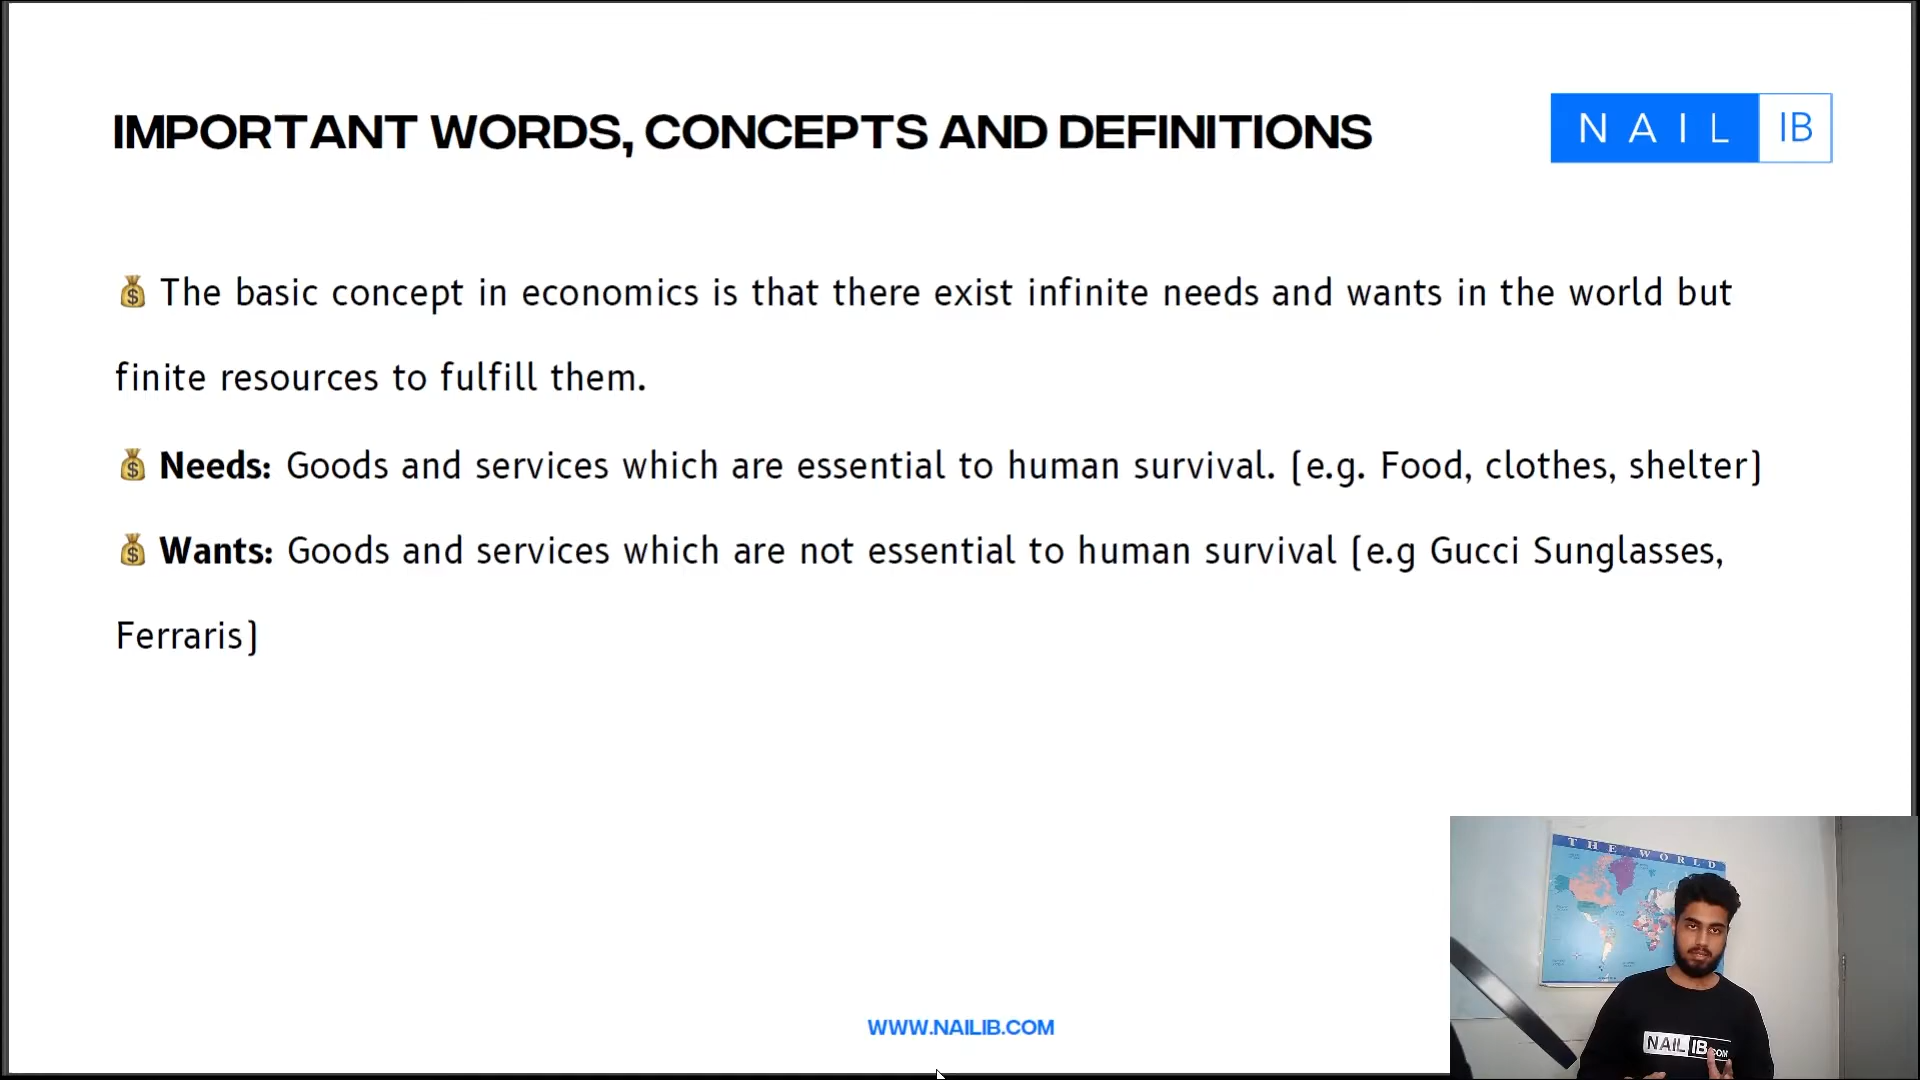 IMPORTANT WORDS, CONCEPTS AND DEFINITIONS
NAIL IB
💰 The basic concept in economics is that there exist infinite needs and wants in the world but
finite resources to fulfill them.
💰 Needs: Goods and services which are essential to human survival. (e.g. Food, clothes, shelter)
💰 Wants: Goods and services which are not essential to human survival (e.g Gucci Sunglasses,
Ferraris)
THE WORLD
NAIL IB.COM
WWW.NAILIB.COM